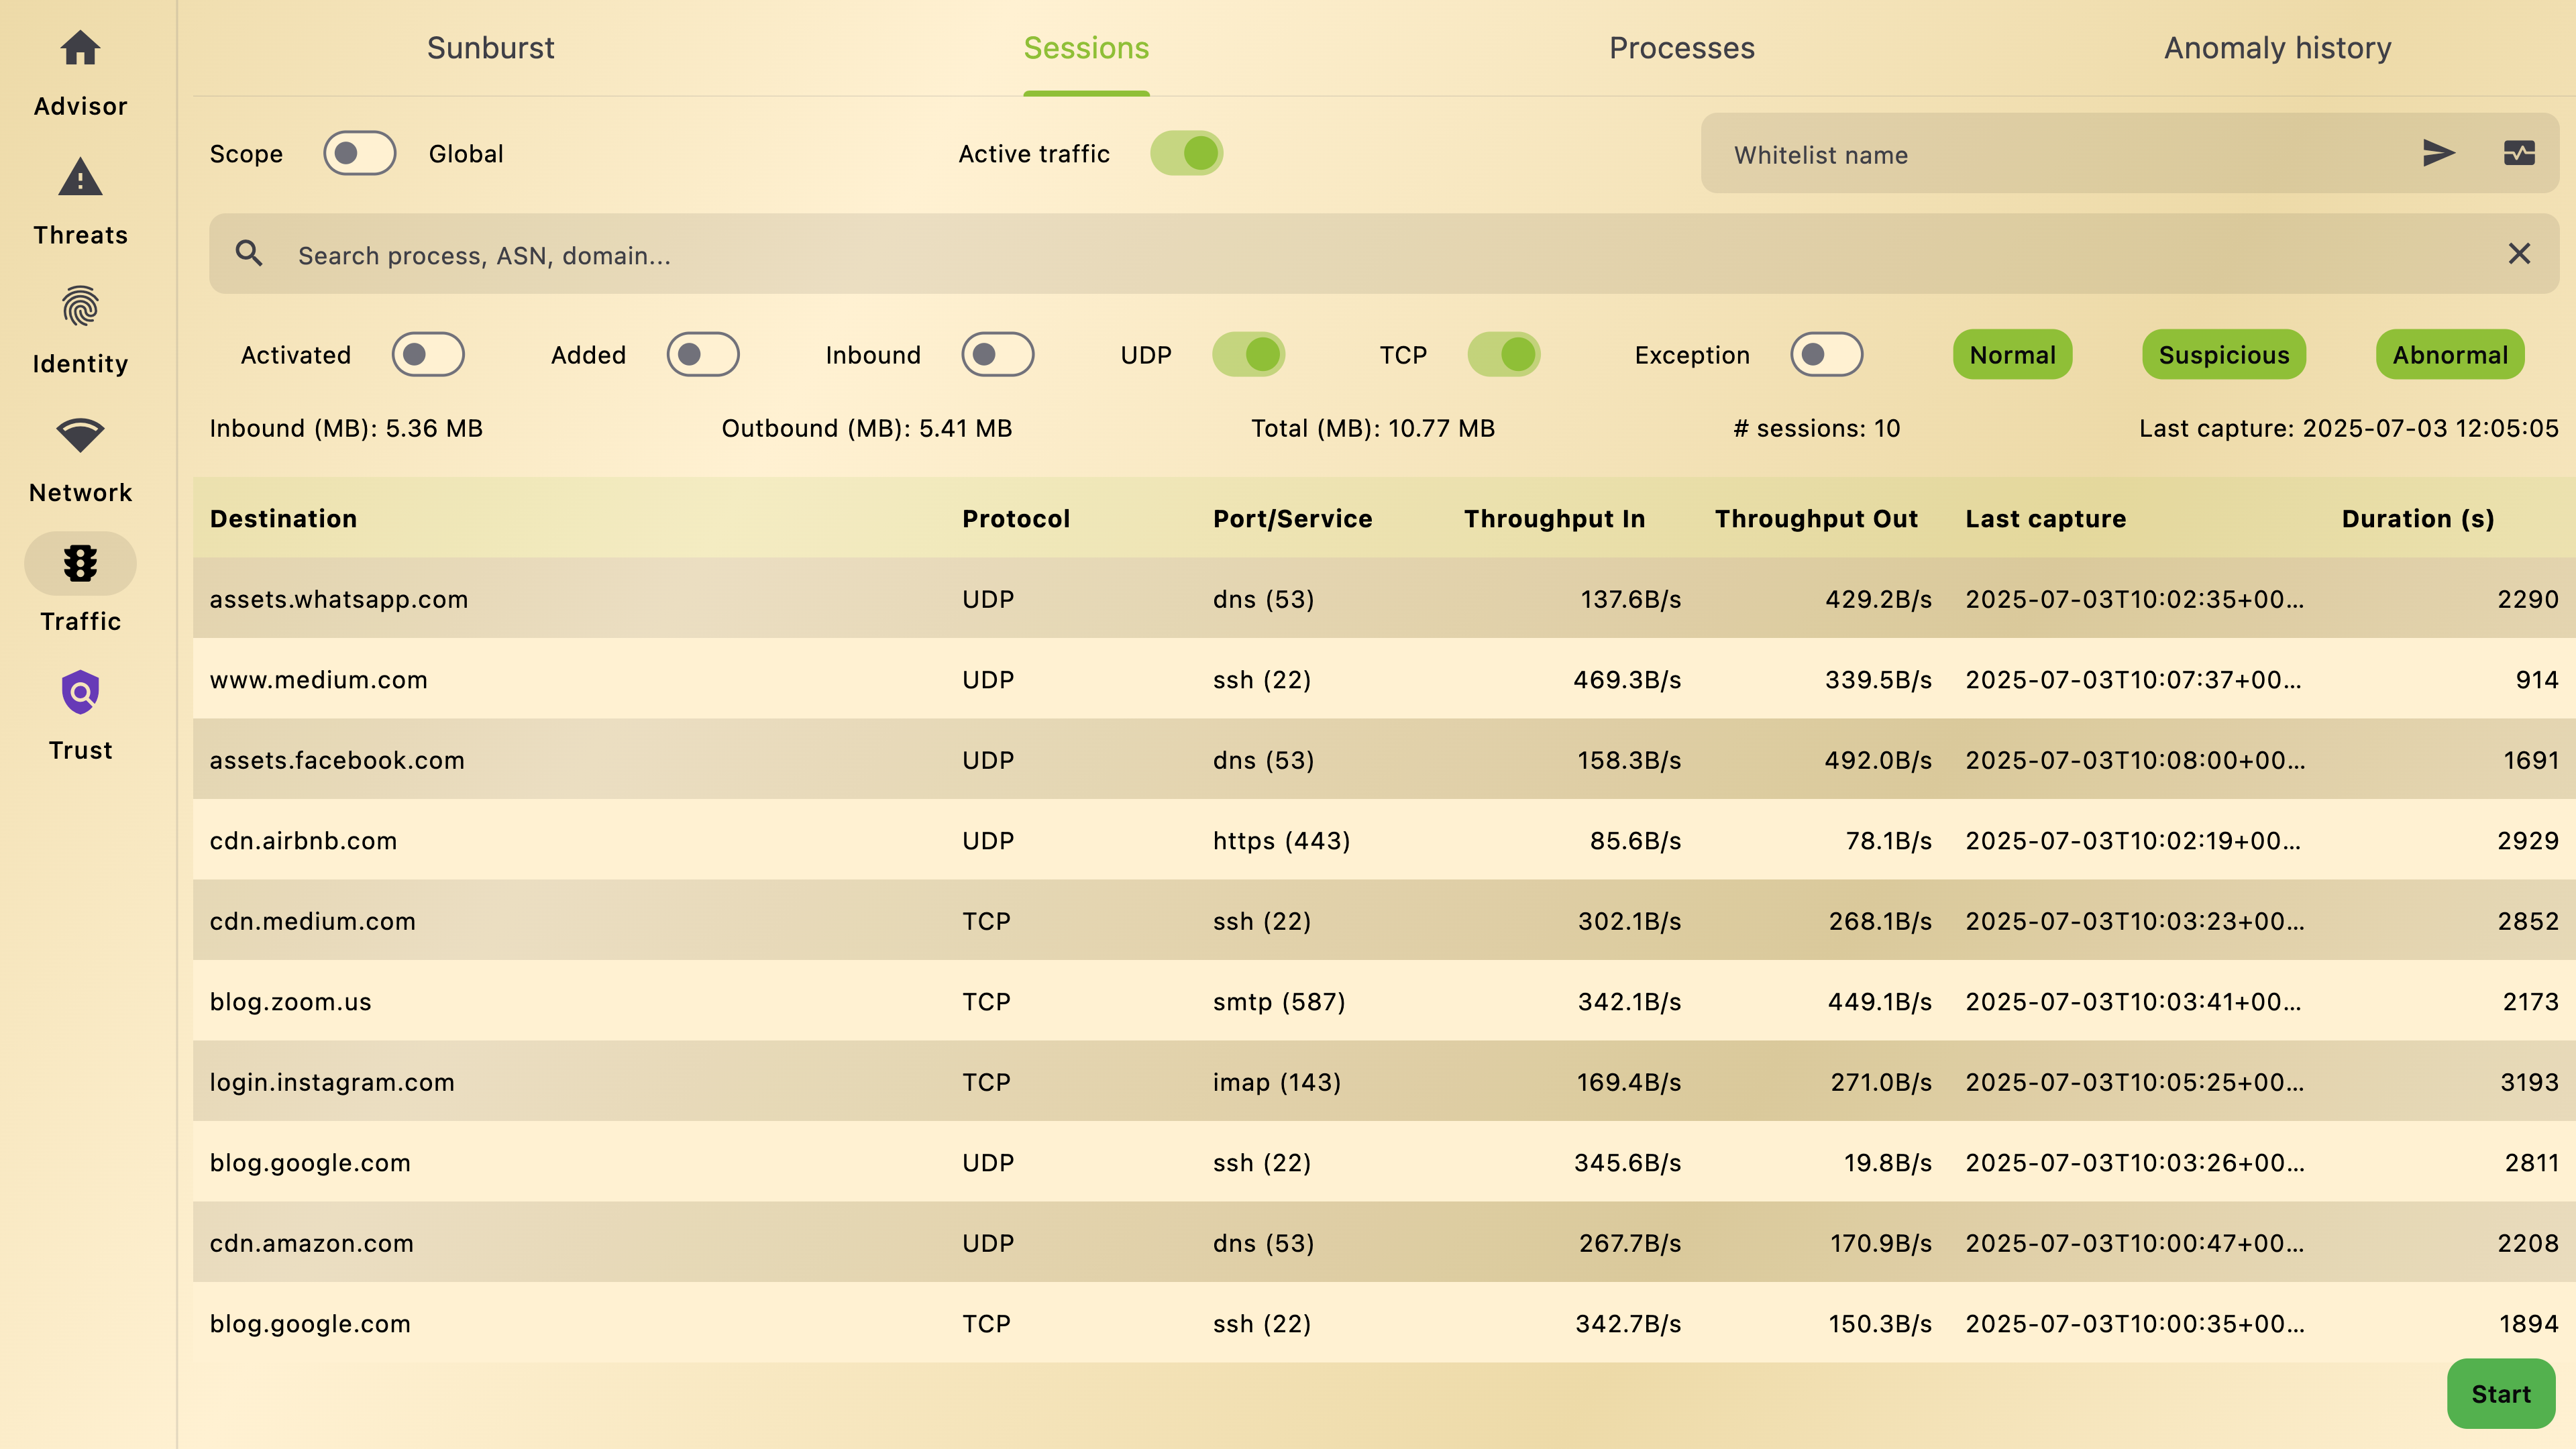 Advisor
Threats
Identity
Network
Traffic
Trust
Sunburst Sessions Processes Anomaly history
Scope Global Active traffic Whitelist name
Search process, ASN, domain...
Activated Added Inbound UDP TCP Exception Normal Suspicious Abnormal
Inbound (MB): 5.36 MB Outbound (MB): 5.41 MB Total (MB): 10.77 MB # sessions: 10 Last capture: 2025-07-03 12:05:05
Destination Protocol Port/Service Throughput In Throughput Out Last capture Duration (s)
assets.whatsapp.com UDP dns (53) 137.6B/s 429.2B/s 2025-07-03T10:02:35+00... 2290
www.medium.com UDP ssh (22) 469.3B/s 339.5B/s 2025-07-03T10:07:37+00... 914
assets.facebook.com UDP dns (53) 158.3B/s 492.0B/s 2025-07-03T10:08:00+00... 1691
cdn.airbnb.com UDP https (443) 85.6B/s 78.1B/s 2025-07-03T10:02:19+00... 2929
cdn.medium.com TCP ssh (22) 302.1B/s 268.1B/s 2025-07-03T10:03:23+00... 2852
blog.zoom.us TCP smtp (587) 342.1B/s 449.1B/s 2025-07-03T10:03:41+00... 2173
login.instagram.com TCP imap (143) 169.4B/s 271.0B/s 2025-07-03T10:05:25+00... 3193
blog.google.com UDP ssh (22) 345.6B/s 19.8B/s 2025-07-03T10:03:26+00... 2811
cdn.amazon.com UDP dns (53) 267.7B/s 170.9B/s 2025-07-03T10:00:47+00... 2208
blog.google.com TCP ssh (22) 342.7B/s 150.3B/s 2025-07-03T10:00:35+00... 1894
Start